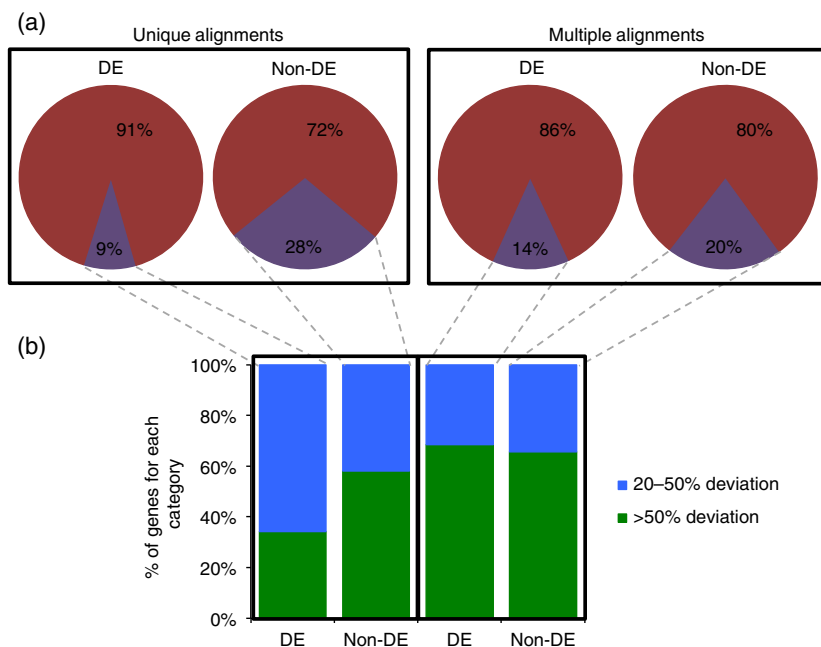 (a)
Unique alignments
Multiple alignments
DE
Non-DE
DE
Non-DE
91%
72%
86%
80%
9%
28%
14%
20%
(b)
% of genes for each
category
100%
80%
60%
40%
20%
0%
DE
Non-DE
DE
Non-DE
20–50% deviation
>50% deviation